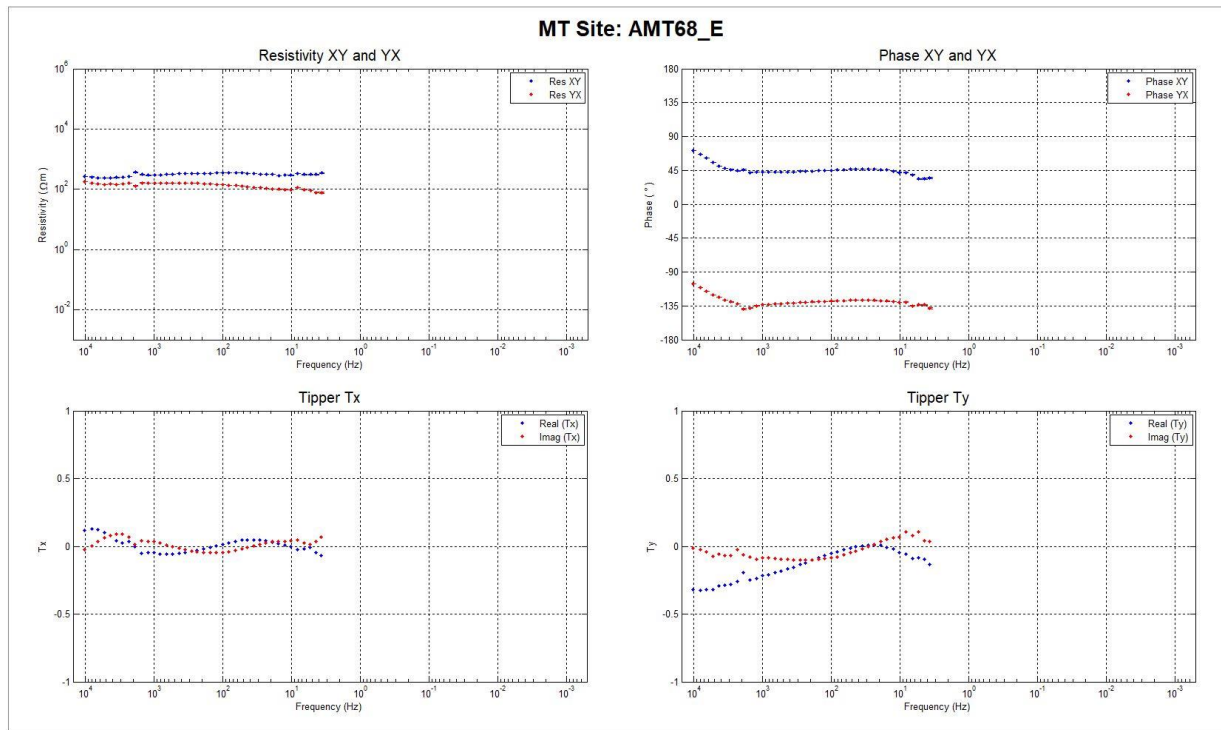 MT Site: AMT68_E
Resistivity XY and YX
Res XY
Res YX
10^6
10^4
10^2
10^0
10^-2
Resistivity (Ωm)
10^4 10^3 10^2 10^1 10^0 10^-1 10^-2 10^-3
Frequency (Hz)
Phase XY and YX
Phase XY
Phase YX
180
135
90
45
0
-45
-90
-135
-180
Phase (°)
10^4 10^3 10^2 10^1 10^0 10^-1 10^-2 10^-3
Frequency (Hz)
Tipper Tx
Real (Tx)
Imag (Tx)
1
0.5
0
-0.5
-1
Tx
10^4 10^3 10^2 10^1 10^0 10^-1 10^-2 10^-3
Frequency (Hz)
Tipper Ty
Real (Ty)
Imag (Ty)
1
0.5
0
-0.5
-1
Ty
10^4 10^3 10^2 10^1 10^0 10^-1 10^-2 10^-3
Frequency (Hz)